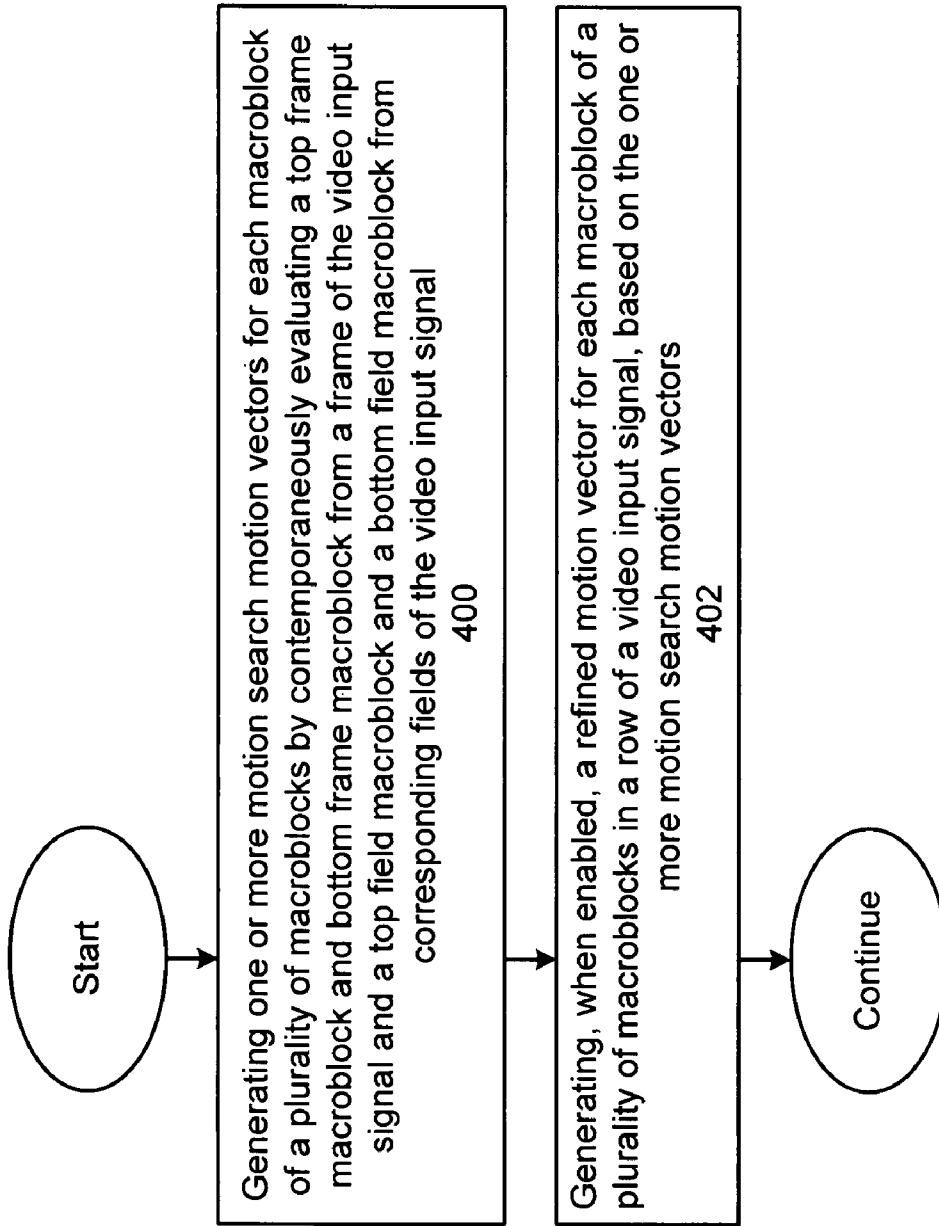 Start
Generating one or more motion search motion vectors for each macroblock
of a plurality of macroblocks by contemporaneously evaluating a top frame
macroblock and bottom frame macroblock from a frame of the video input
signal and a top field macroblock and a bottom field macroblock from
corresponding fields of the video input signal
400
Generating, when enabled, a refined motion vector for each macroblock of a
plurality of macroblocks in a row of a video input signal, based on the one or
more motion search motion vectors
402
Continue